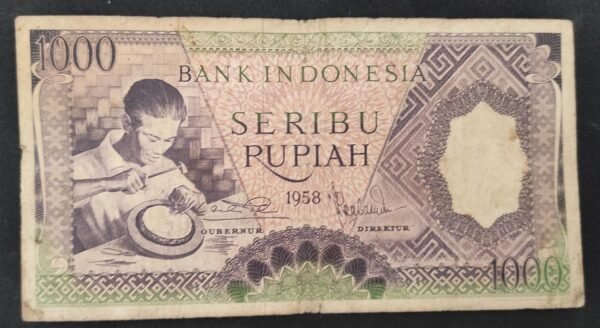 1000
BANK INDONESIA
SERIBU
RUPIAH
1958
GUBERNUR DIREKTUR
1000